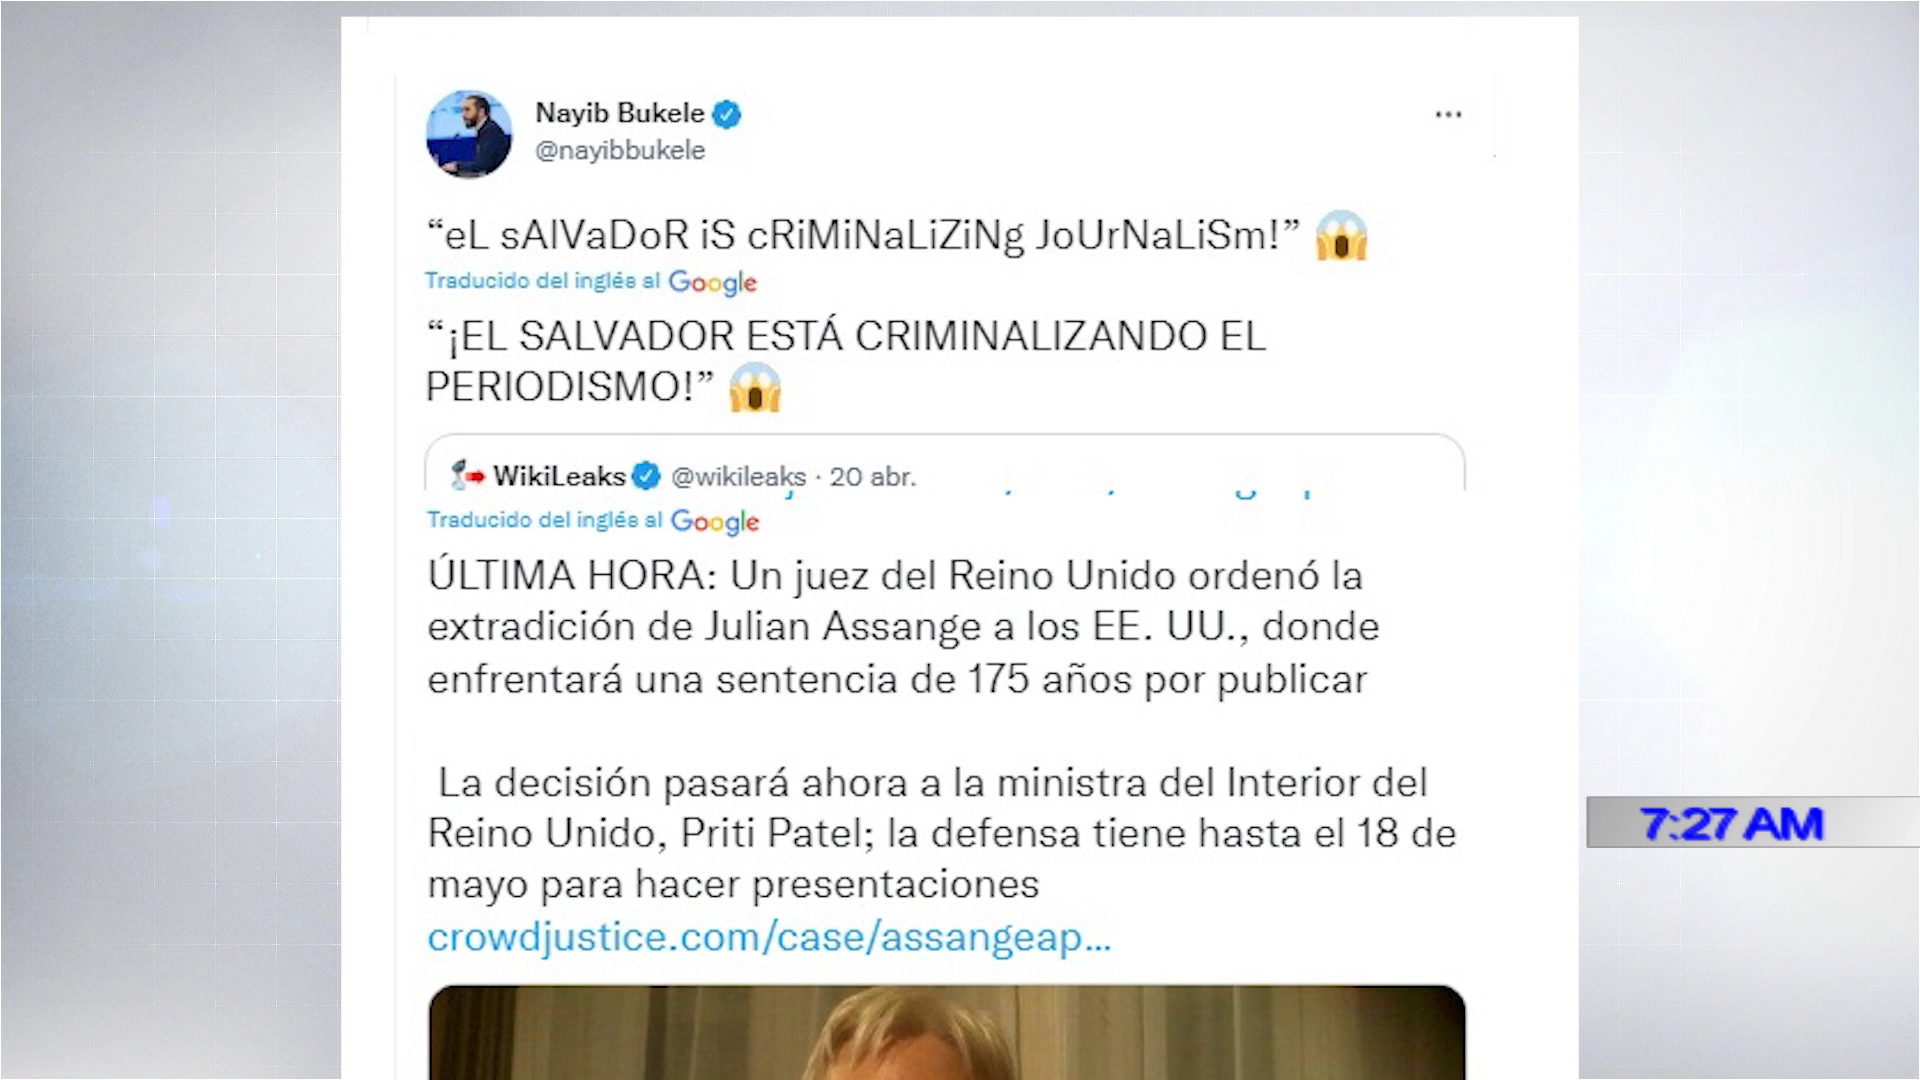 Nayib Bukele
@nayibbukele
“eL sAlVaDoR iS cRiMiNaLiZiNg JoUrNaLiSm!” 😱
Traducido del inglés al Google
“¡EL SALVADOR ESTÁ CRIMINALIZANDO EL
PERIODISMO!” 😱
WikiLeaks @wikileaks · 20 abr.
Traducido del inglés al Google
ÚLTIMA HORA: Un juez del Reino Unido ordenó la
extradición de Julian Assange a los EE. UU., donde
enfrentará una sentencia de 175 años por publicar
La decisión pasará ahora a la ministra del Interior del
Reino Unido, Priti Patel; la defensa tiene hasta el 18 de
mayo para hacer presentaciones
crowdjustice.com/case/assangeap...
7:27 AM